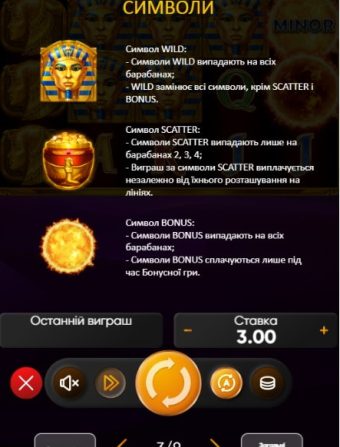 СИМВОЛИ
MINOR
Символ WILD:
- Символи WILD випадають на всіх
барабанах;
- WILD замінює всі символи, крім SCATTER і
BONUS.
Символ SCATTER:
- Символи SCATTER випадають лише на
барабанах 2, 3, 4;
- Виграш за символи SCATTER виплачується
незалежно від їхнього розташування на
лініях.
Символ BONUS:
- Символи BONUS випадають на всіх
барабанах;
- Символи BONUS сплачуються лише під
час Бонусної гри.
Останній виграш
Ставка
- 3.00 +
A